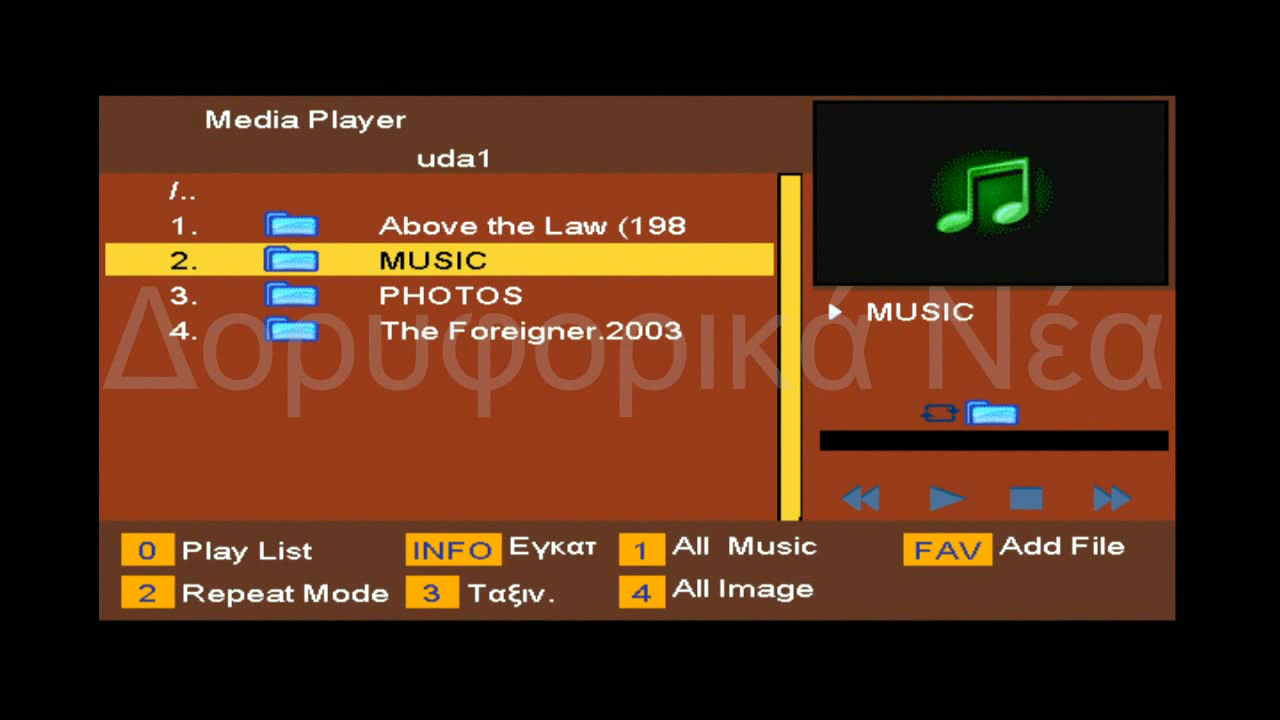 Media Player
uda1
/..
1. Above the Law (198
2. MUSIC
3. PHOTOS
4. The Foreigner.2003
MUSIC
Δορυφορικά Νέα
0 Play List INFO Εγκατ 1 All Music FAV Add File
2 Repeat Mode 3 Ταξιν. 4 All Image